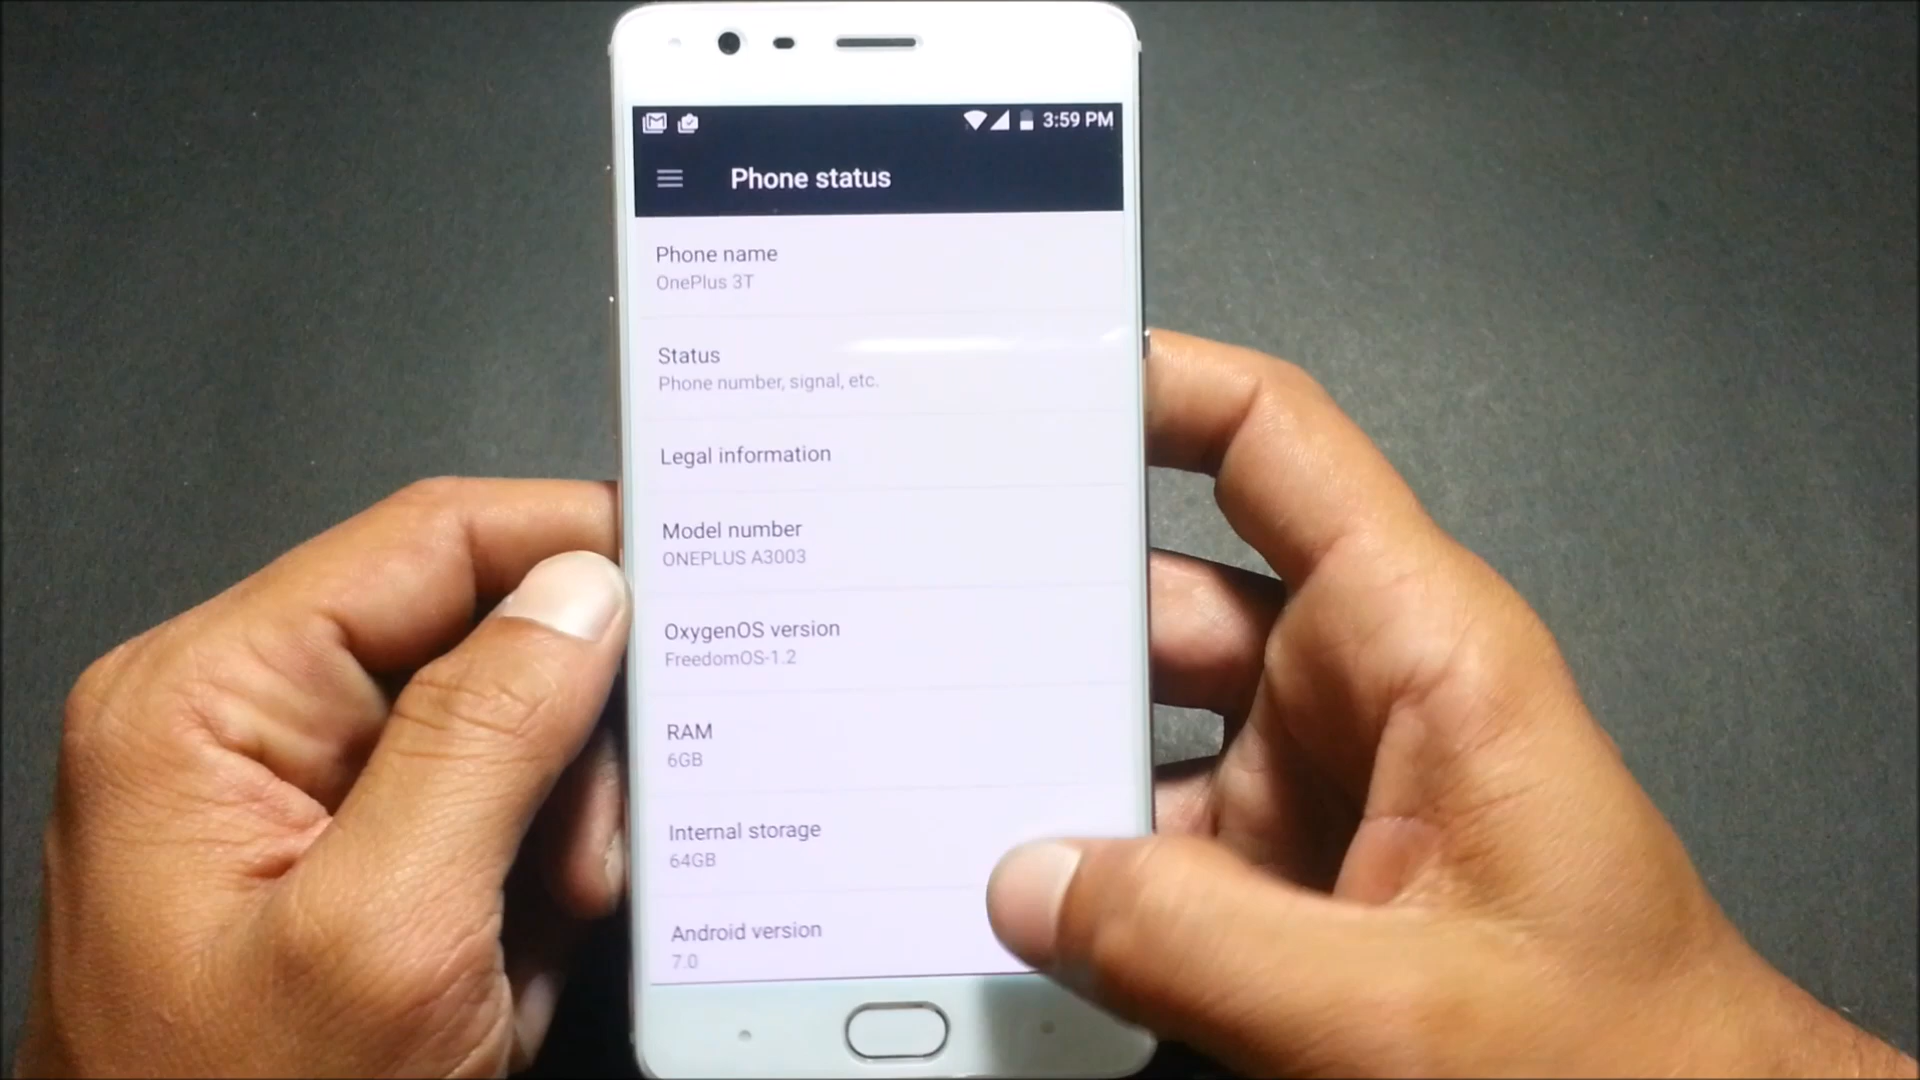 3:59 PM
Phone status
Phone name
OnePlus 3T
Status
Phone number, signal, etc.
Legal information
Model number
ONEPLUS A3003
OxygenOS version
FreedomOS-1.2
RAM
6GB
Internal storage
64GB
Android version
7.0